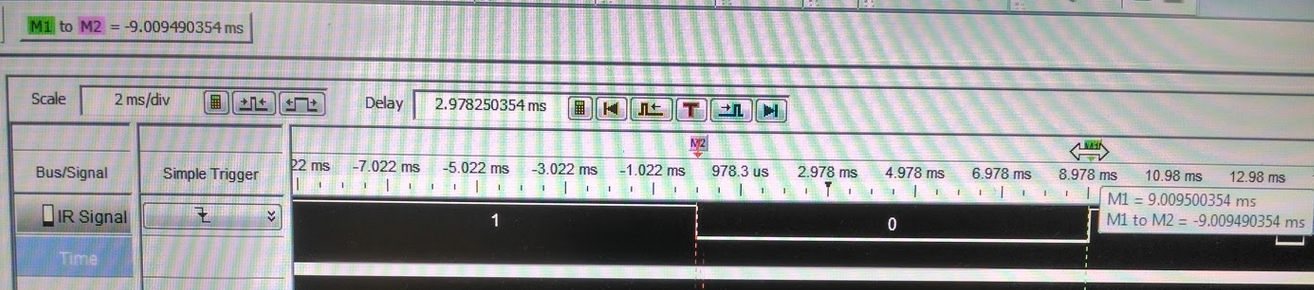 M1 to M2 = -9.009490354 ms
Scale 2 ms/div Delay 2.978250354 ms T
M2
22 ms -7.022 ms -5.022 ms -3.022 ms -1.022 ms 978.3 us 2.978 ms 4.978 ms 6.978 ms 8.978 ms 10.98 ms 12.98 ms
Bus/Signal Simple Trigger
IR Signal 1 0
M1 = 9.009500354 ms
M1 to M2 = -9.009490354 ms
Time